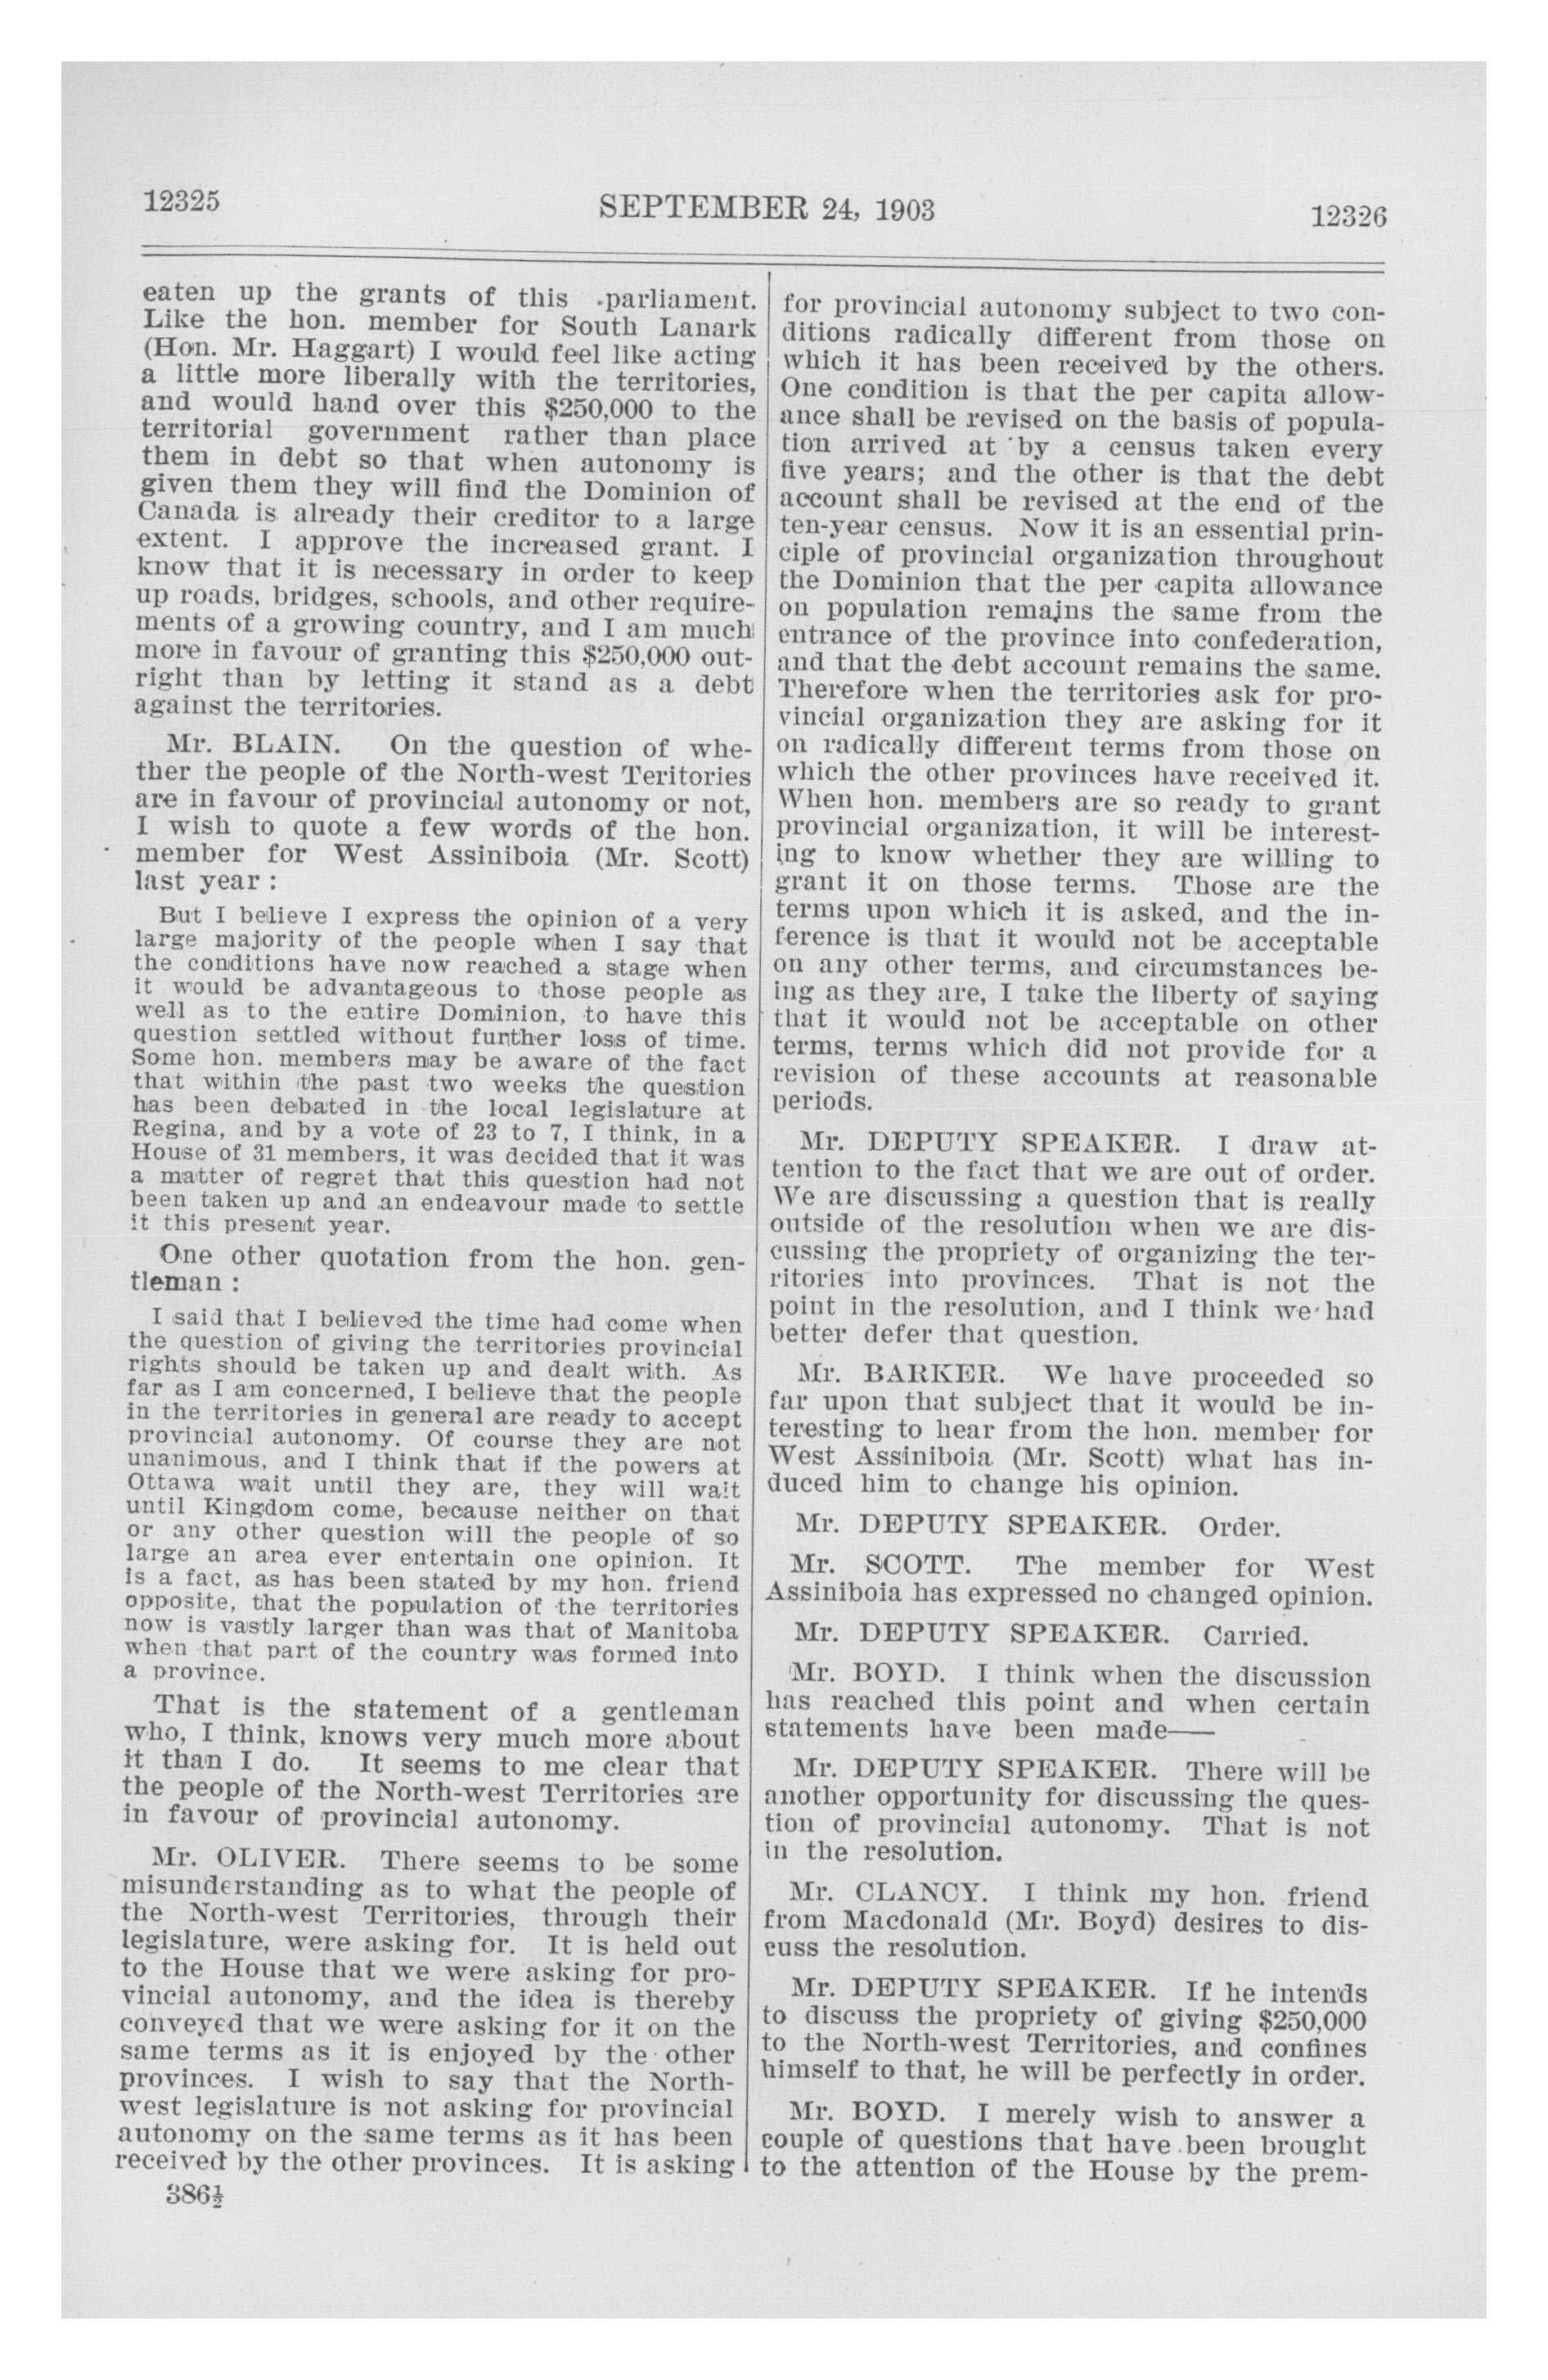 12325
SEPTEMBER 24, 1903
12326
eaten up the grants of this parliament.
Like the hon. member for South Lanark
(Hon. Mr. Haggart) I would feel like acting
a little more liberally with the territories,
and would hand over this $250,000 to the
territorial government rather than place
them in debt so that when autonomy is
given them they will find the Dominion of
Canada is already their creditor to a large
extent. I approve the increased grant. I
know that it is necessary in order to keep
up roads, bridges, schools, and other require-
ments of a growing country, and I am much
more in favour of granting this $250,000 out-
right than by letting it stand as a debt
against the territories.
Mr. BLAIN. On the question of whe-
ther the people of the North-west Teritories
are in favour of provincial autonomy or not,
I wish to quote a few words of the hon.
member for West Assiniboia (Mr. Scott)
last year :
But I believe I express the opinion of a very
large majority of the people when I say that
the conditions have now reached a stage when
it would be advantageous to those people as
well as to the entire Dominion, to have this
question settled without further loss of time.
Some hon. members may be aware of the fact
that within the past two weeks the question
has been debated in the local legislature at
Regina, and by a vote of 23 to 7, I think, in a
House of 31 members, it was decided that it was
a matter of regret that this question had not
been taken up and an endeavour made to settle
it this present year.
One other quotation from the hon. gen-
tleman :
I said that I believed the time had come when
the question of giving the territories provincial
rights should be taken up and dealt with. As
far as I am concerned, I believe that the people
in the territories in general are ready to accept
provincial autonomy. Of course they are not
unanimous, and I think that if the powers at
Ottawa wait until they are, they will wait
until Kingdom come, because neither on that
or any other question will the people of so
large an area ever entertain one opinion. It
is a fact, as has been stated by my hon. friend
opposite, that the population of the territories
now is vastly larger than was that of Manitoba
when that part of the country was formed into
a province.
That is the statement of a gentleman
who, I think, knows very much more about
it than I do. It seems to me clear that
the people of the North-west Territories are
in favour of provincial autonomy.
Mr. OLIVER. There seems to be some
misunderstanding as to what the people of
the North-west Territories, through their
legislature, were asking for. It is held out
to the House that we were asking for pro-
vincial autonomy, and the idea is thereby
conveyed that we were asking for it on the
same terms as it is enjoyed by the other
provinces. I wish to say that the North-
west legislature is not asking for provincial
autonomy on the same terms as it has been
received by the other provinces. It is asking
386½
for provincial autonomy subject to two con-
ditions radically different from those on
which it has been received by the others.
One condition is that the per capita allow-
ance shall be revised on the basis of popula-
tion arrived at by a census taken every
five years; and the other is that the debt
account shall be revised at the end of the
ten-year census. Now it is an essential prin-
ciple of provincial organization throughout
the Dominion that the per capita allowance
on population remains the same from the
entrance of the province into confederation,
and that the debt account remains the same.
Therefore when the territories ask for pro-
vincial organization they are asking for it
on radically different terms from those on
which the other provinces have received it.
When hon. members are so ready to grant
provincial organization, it will be interest-
ing to know whether they are willing to
grant it on those terms. Those are the
terms upon which it is asked, and the in-
ference is that it would not be acceptable
on any other terms, and circumstances be-
ing as they are, I take the liberty of saying
that it would not be acceptable on other
terms, terms which did not provide for a
revision of these accounts at reasonable
periods.
Mr. DEPUTY SPEAKER. I draw at-
tention to the fact that we are out of order.
We are discussing a question that is really
outside of the resolution when we are dis-
cussing the propriety of organizing the ter-
ritories into provinces. That is not the
point in the resolution, and I think we had
better defer that question.
Mr. BARKER. We have proceeded so
far upon that subject that it would be in-
teresting to hear from the hon. member for
West Assiniboia (Mr. Scott) what has in-
duced him to change his opinion.
Mr. DEPUTY SPEAKER. Order.
Mr. SCOTT. The member for West
Assiniboia has expressed no changed opinion.
Mr. DEPUTY SPEAKER. Carried.
Mr. BOYD. I think when the discussion
has reached this point and when certain
statements have been made——
Mr. DEPUTY SPEAKER. There will be
another opportunity for discussing the ques-
tion of provincial autonomy. That is not
in the resolution.
Mr. CLANCY. I think my hon. friend
from Macdonald (Mr. Boyd) desires to dis-
cuss the resolution.
Mr. DEPUTY SPEAKER. If he intends
to discuss the propriety of giving $250,000
to the North-west Territories, and confines
himself to that, he will be perfectly in order.
Mr. BOYD. I merely wish to answer a
couple of questions that have been brought
to the attention of the House by the prem-